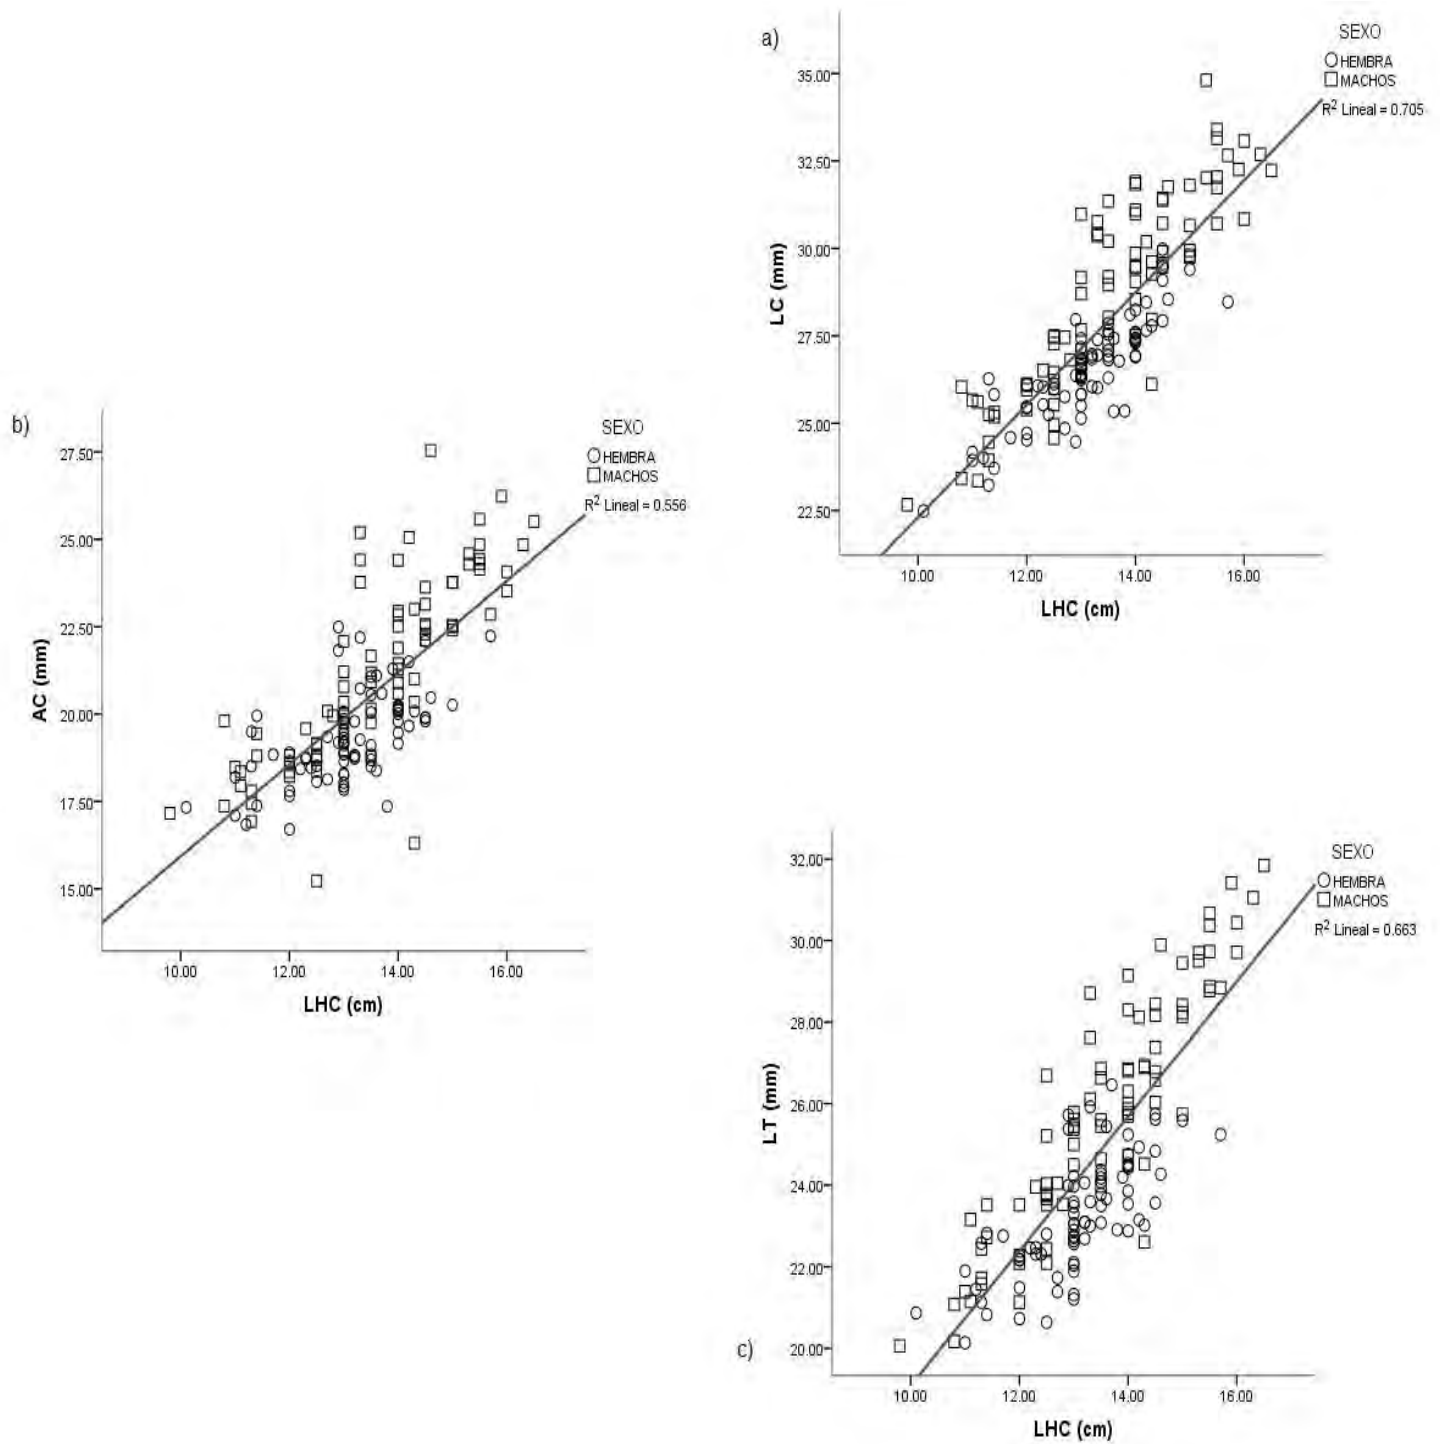 a)
SEXO
HEMBRA
MACHOS
R² Lineal = 0.705
35.00
32.50
30.00
27.50
25.00
22.50
LC (mm)
10.00 12.00 14.00 16.00
LHC (cm)
b)
SEXO
HEMBRA
MACHOS
R² Lineal = 0.556
27.50
25.00
22.50
20.00
17.50
15.00
AC (mm)
10.00 12.00 14.00 16.00
LHC (cm)
c)
SEXO
HEMBRA
MACHOS
R² Lineal = 0.663
32.00
30.00
28.00
26.00
24.00
22.00
20.00
LT (mm)
10.00 12.00 14.00 16.00
LHC (cm)